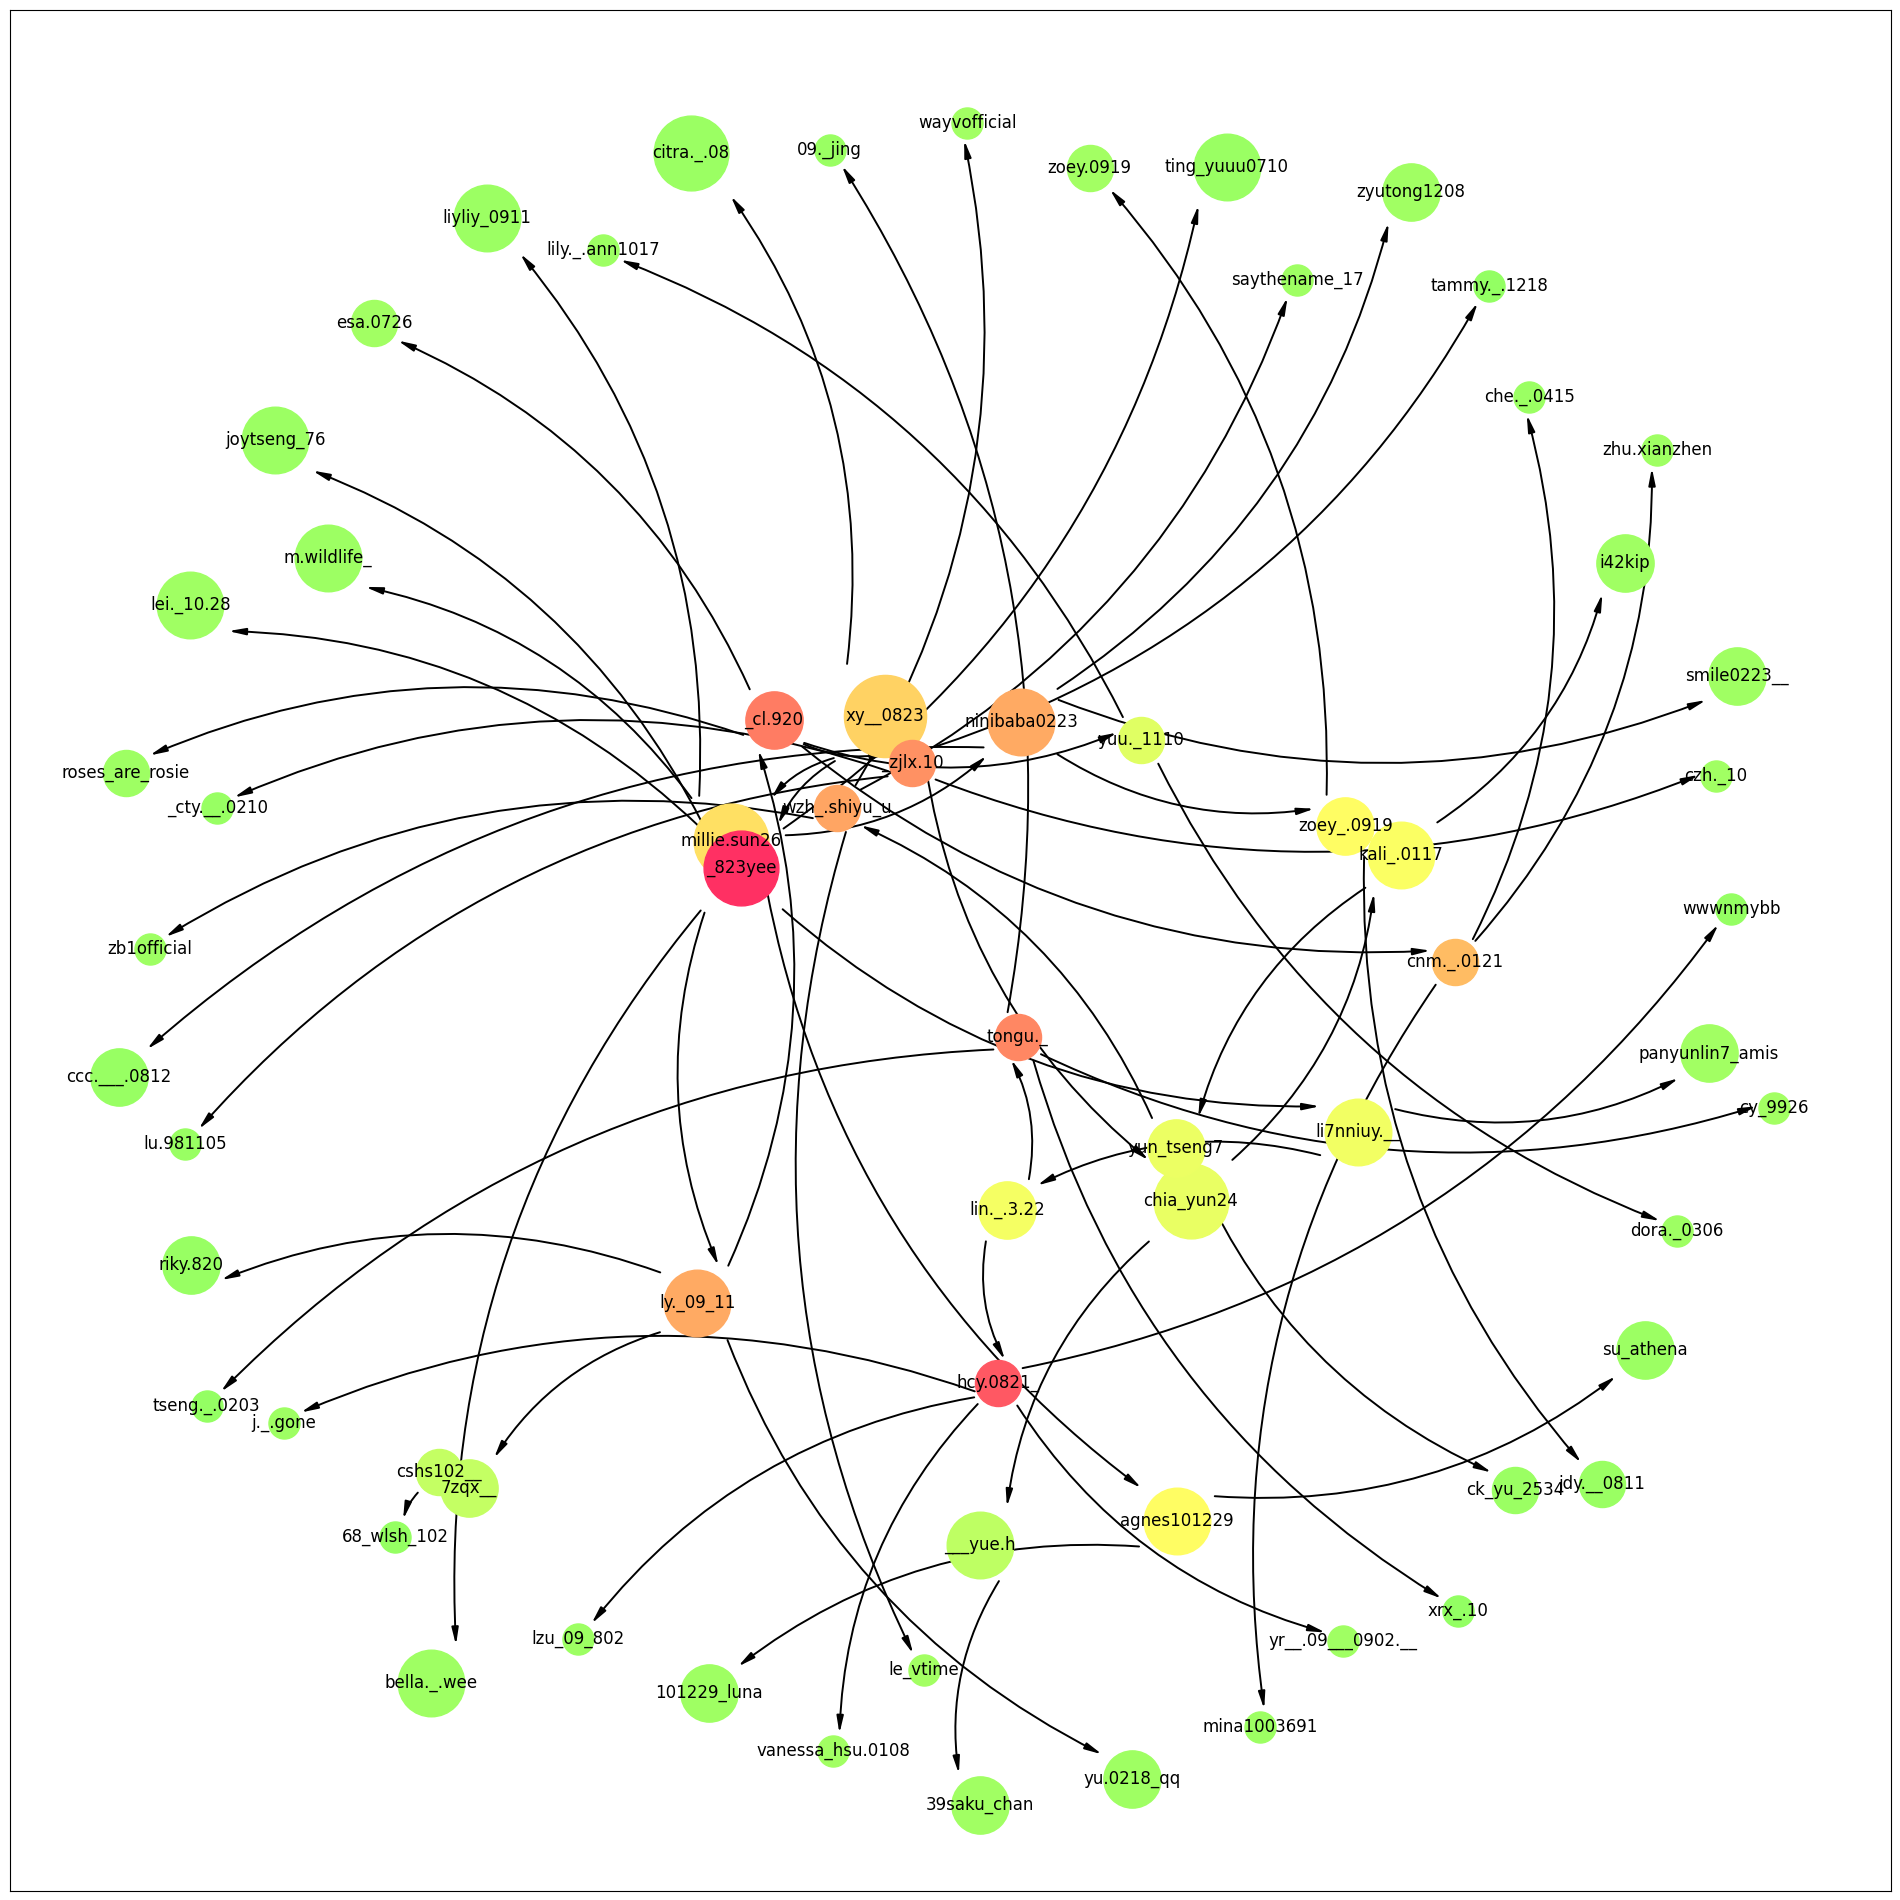 wayvofficial
09._jing
citra._.08
zoey.0919
ting_yuuu0710
zyutong1208
liyliy_0911
lily._.ann1017
saythename_17
tammy._.1218
esa.0726
che._.0415
joytseng_76
zhu.xianzhen
m.wildlife_
i42kip
lei._10.28
smile0223__
_cl.920
xy__0823
ninibaba0223
yuu._1110
roses_are_rosie
_zjlx.10
czh._10
_cty.__.0210
wzh_.shiyu_u
zoey_.0919
millie.sun26
kali_.0117
_823yee
wwwnmybb
zb1official
cnm._.0121
tongu._
panyunlin7_amis
ccc.___.0812
cy_9926
lu.981105
yun_tseng7
li7nniuy.__
chia_yun24
lin._.3.22
dora._0306
riky.820
ly._09_11
su_athena
hcy.0821_
tseng._.0203
j._.gone
cshs102__
7zqx__
ck_yu_2534
jdy.__0811
68_wlsh_102
agnes101229
___yue.h
xrx_.10
lzu_09_802
yr__.09___0902.__
le_vtime
bella._.wee
101229_luna
mina1003691
vanessa_hsu.0108
yu.0218_qq
39saku_chan